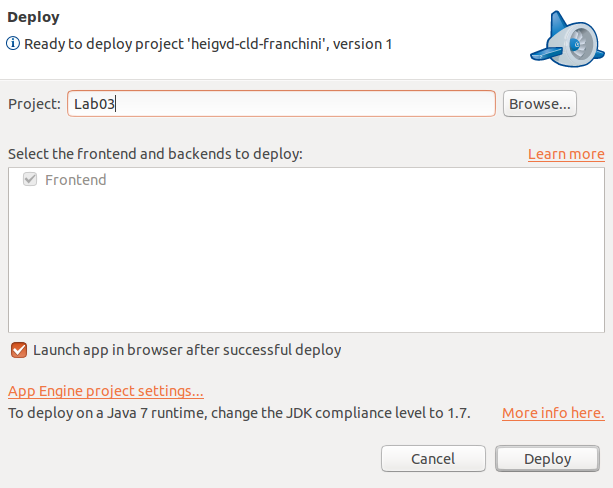 Deploy
Ready to deploy project 'heigvd-cld-franchini', version 1
Project: Lab03 Browse...
Select the frontend and backends to deploy: Learn more
Frontend
Launch app in browser after successful deploy
App Engine project settings...
To deploy on a Java 7 runtime, change the JDK compliance level to 1.7. More info here.
Cancel Deploy